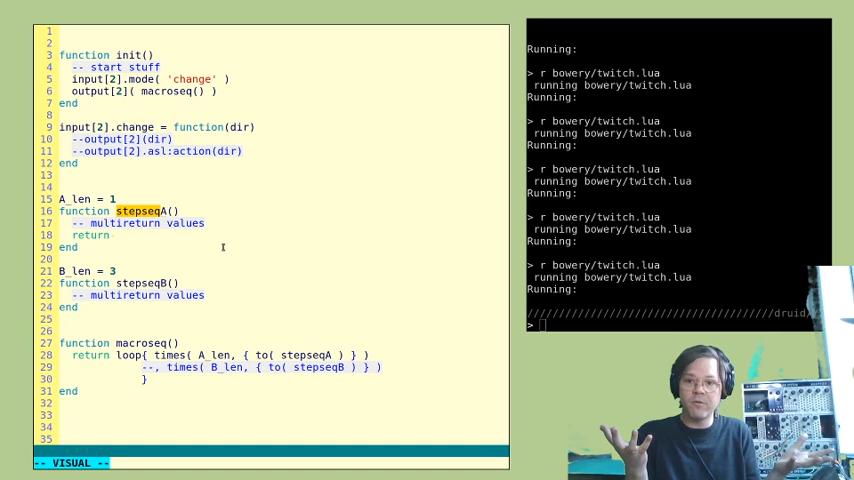 1
2
3 function init()
4 -- start stuff
5 input[2].mode( 'change' )
6 output[2]( macroseq() )
7 end
8
9 input[2].change = function(dir)
10 --output[2](dir)
11 --output[2].asl:action(dir)
12 end
13
14
15 A_len = 1
16 function stepseqA()
17 -- multireturn values
18 return
19 end
20
21 B_len = 3
22 function stepseqB()
23 -- multireturn values
24 end
25
26
27 function macroseq()
28 return loop{ times( A_len, { to( stepseqA ) } )
29 --, times( B_len, { to( stepseqB ) } )
30 }
31 end
32
33
34
35
-- VISUAL --
Running:
> r bowery/twitch.lua
running bowery/twitch.lua
Running:
> r bowery/twitch.lua
running bowery/twitch.lua
Running:
> r bowery/twitch.lua
running bowery/twitch.lua
Running:
> r bowery/twitch.lua
running bowery/twitch.lua
Running:
> r bowery/twitch.lua
running bowery/twitch.lua
Running:
/////////////////////////////////////////druid/
>